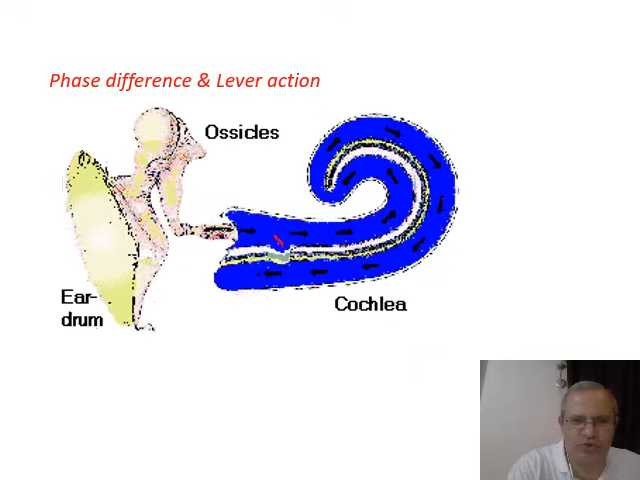 Phase difference & Lever action
Ossicles
Ear-
drum
Cochlea